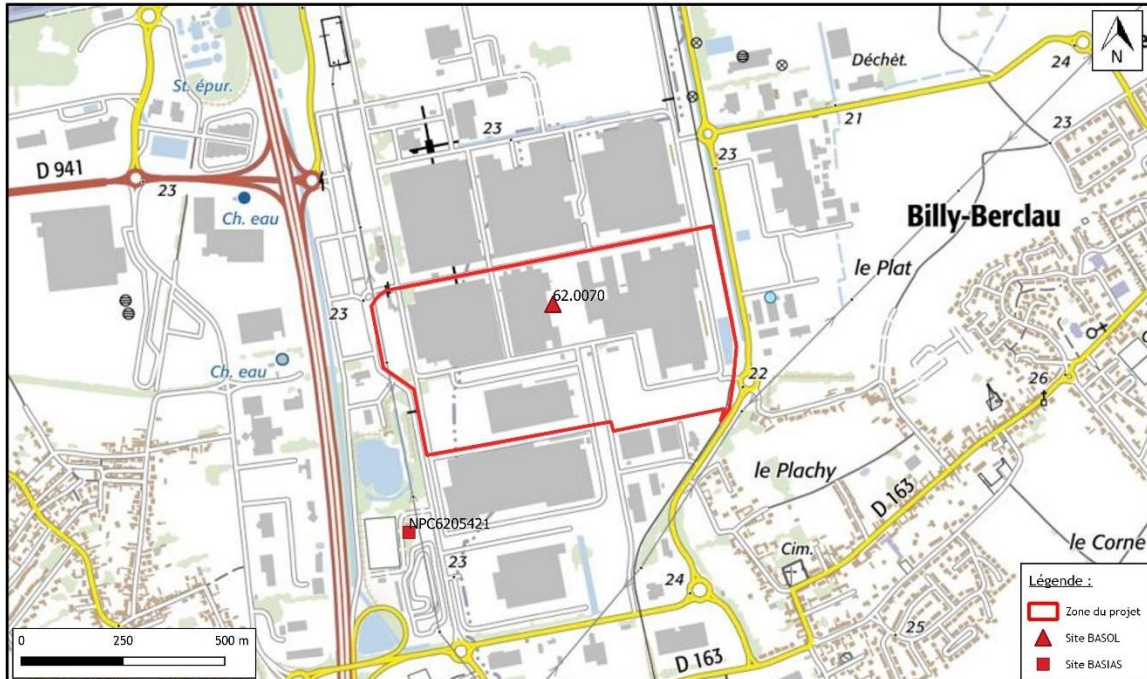 N
24
Déchèt.
St. épur.
23
21
23
D 941
23
23
Ch. eau
Billy-Berclau
le Plat
62.0070
23
Ch. eau
22
26
le Plachy
D 163
NPC6205421
le Corne
23
Cim.
24
25
D 163
Légende :
Zone du projet
Site BASOL
Site BASIAS
0 250 500 m